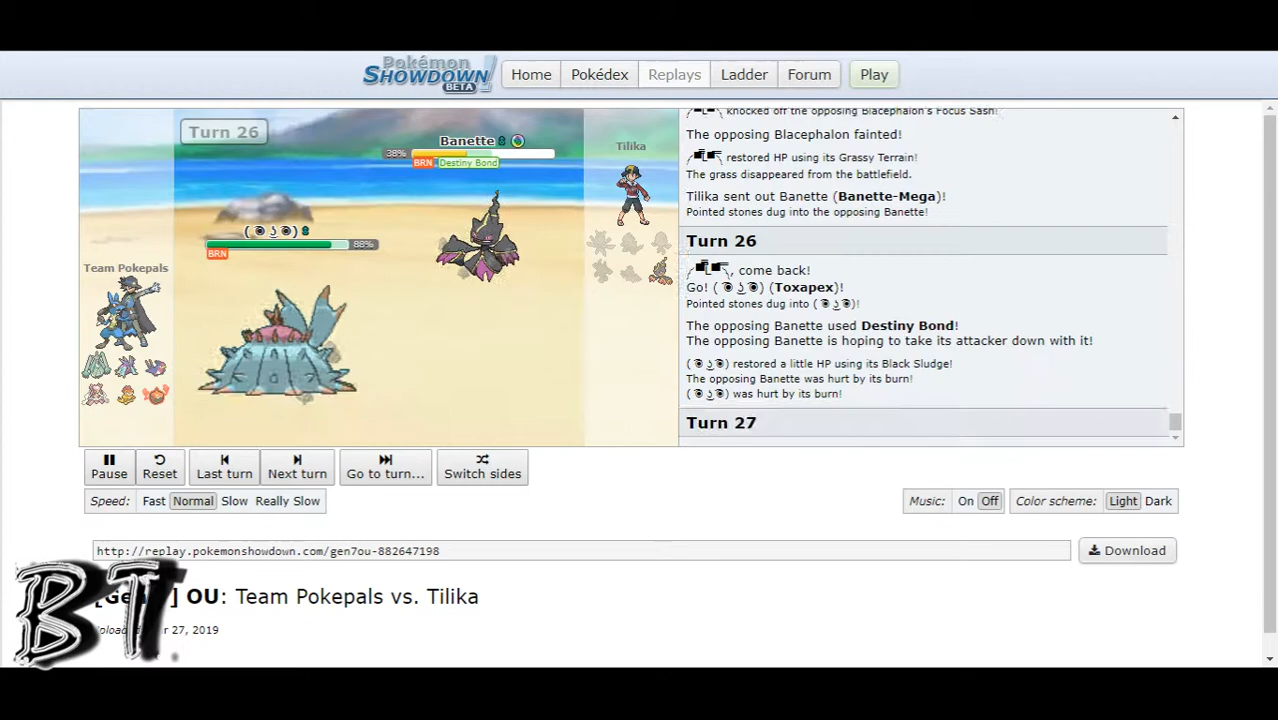 Pokémon
SHOWDOWN!
BETA
Home
Pokédex
Replays
Ladder
Forum
Play
Turn 26
Banette
38%
BRN
Destiny Bond
88%
BRN
Team Pokepals
Tilika
knocked off the opposing Blacephalon's Focus Sash!
The opposing Blacephalon fainted!
restored HP using its Grassy Terrain!
The grass disappeared from the battlefield.
Tilika sent out Banette (Banette-Mega)!
Pointed stones dug into the opposing Banette!
Turn 26
, come back!
Go! ( ͡◉ ͜ʖ ͡◉) (Toxapex)!
Pointed stones dug into ( ͡◉ ͜ʖ ͡◉)!
The opposing Banette used Destiny Bond!
The opposing Banette is hoping to take its attacker down with it!
( ͡◉ ͜ʖ ͡◉) restored a little HP using its Black Sludge!
The opposing Banette was hurt by its burn!
( ͡◉ ͜ʖ ͡◉) was hurt by its burn!
Turn 27
Pause
Reset
Last turn
Next turn
Go to turn...
Switch sides
Speed: Fast Normal Slow Really Slow
Music: On Off
Color scheme: Light Dark
http://replay.pokemonshowdown.com/gen7ou-882647198
Download
OU: Team Pokepals vs. Tilika
27, 2019
BT.